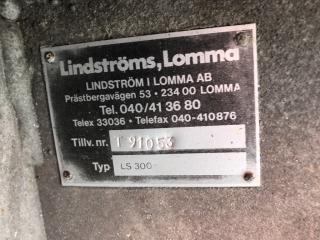 Lindströms, Lomma
LINDSTRÖM I LOMMA AB
Prästbergavägen 53 • 234 00 LOMMA
Tel. 040/41 36 80
Telex 33036 • Telefax 040-410876
Tillv. nr. 1 91053
Typ LS 300